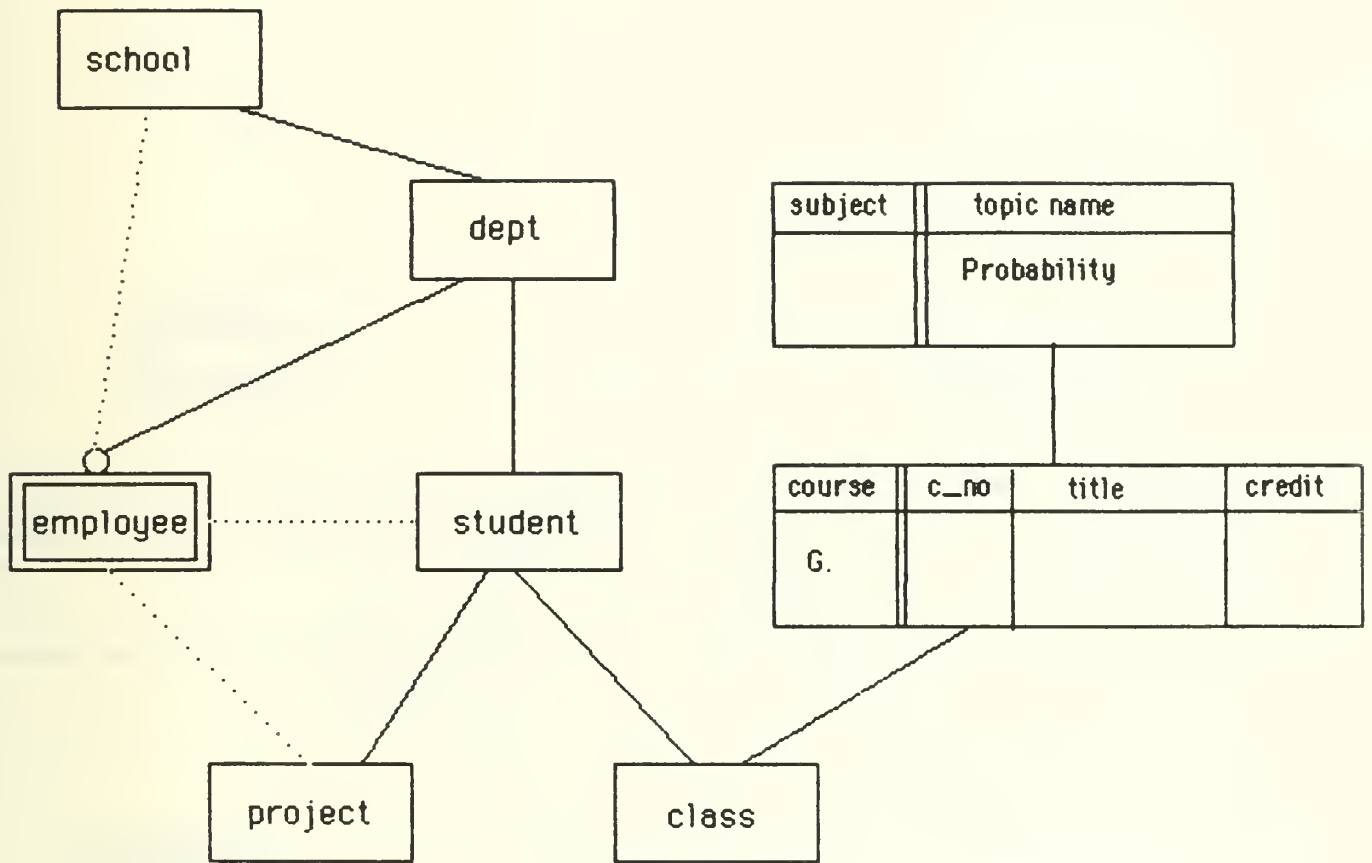 school
dept
subject topic name
Probability
course c_no title credit
G.
employee
student
project
class